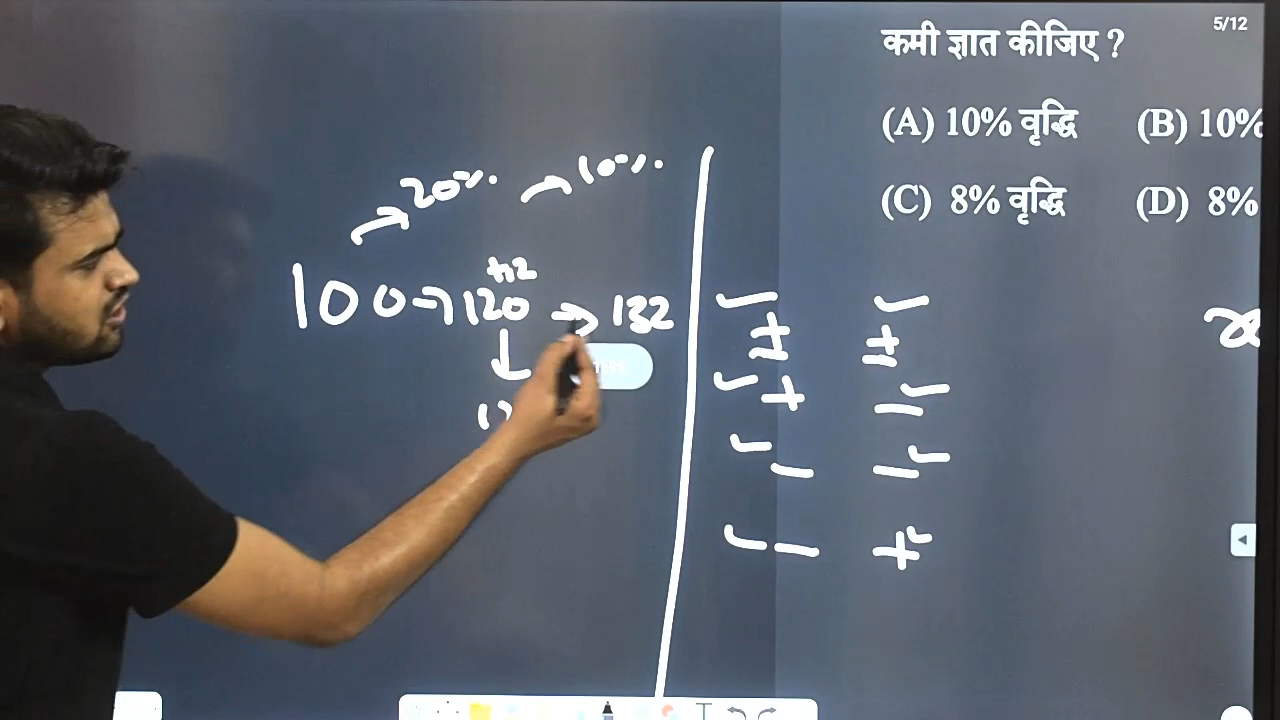 5/12
कमी ज्ञात कीजिए ?
(A) 10% वृद्धि (B) 10%
(C) 8% वृद्धि (D) 8%
20% 10%
+12
100 → 120 → 132
+ +
+ -
- -
- +